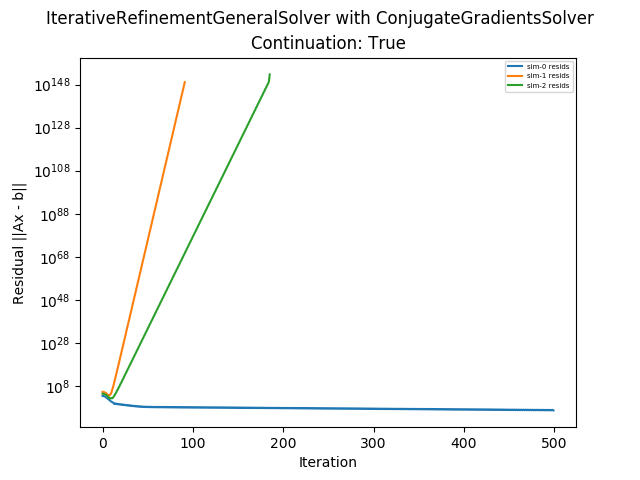 IterativeRefinementGeneralSolver with ConjugateGradientsSolver
Continuation: True
sim-0 resids
sim-1 resids
sim-2 resids
10^148
10^128
10^108
10^88
10^68
10^48
10^28
10^8
Residual ||Ax - b||
0 100 200 300 400 500
Iteration